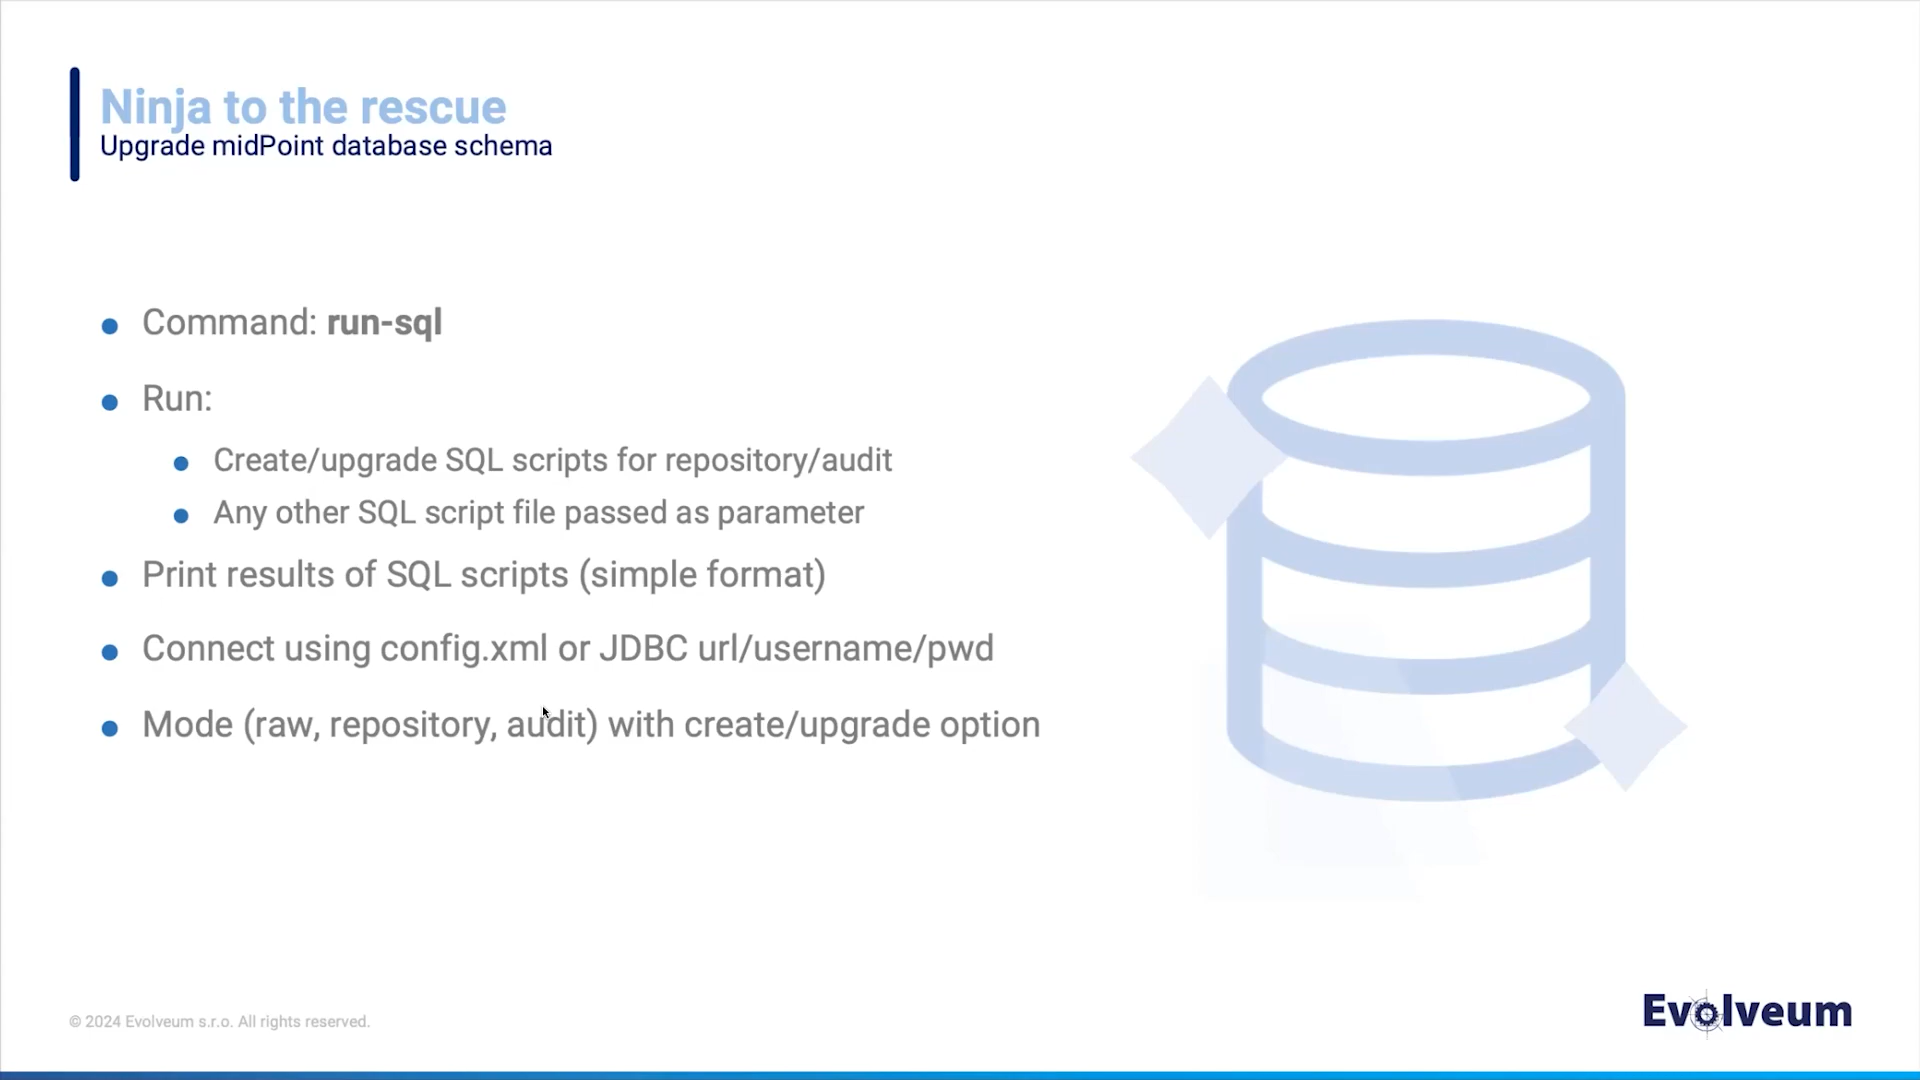 Ninja to the rescue
Upgrade midPoint database schema
Command: run-sql
Run:
Create/upgrade SQL scripts for repository/audit
Any other SQL script file passed as parameter
Print results of SQL scripts (simple format)
Connect using config.xml or JDBC url/username/pwd
Mode (raw, repository, audit) with create/upgrade option
© 2024 Evolveum s.r.o. All rights reserved.
Evolveum